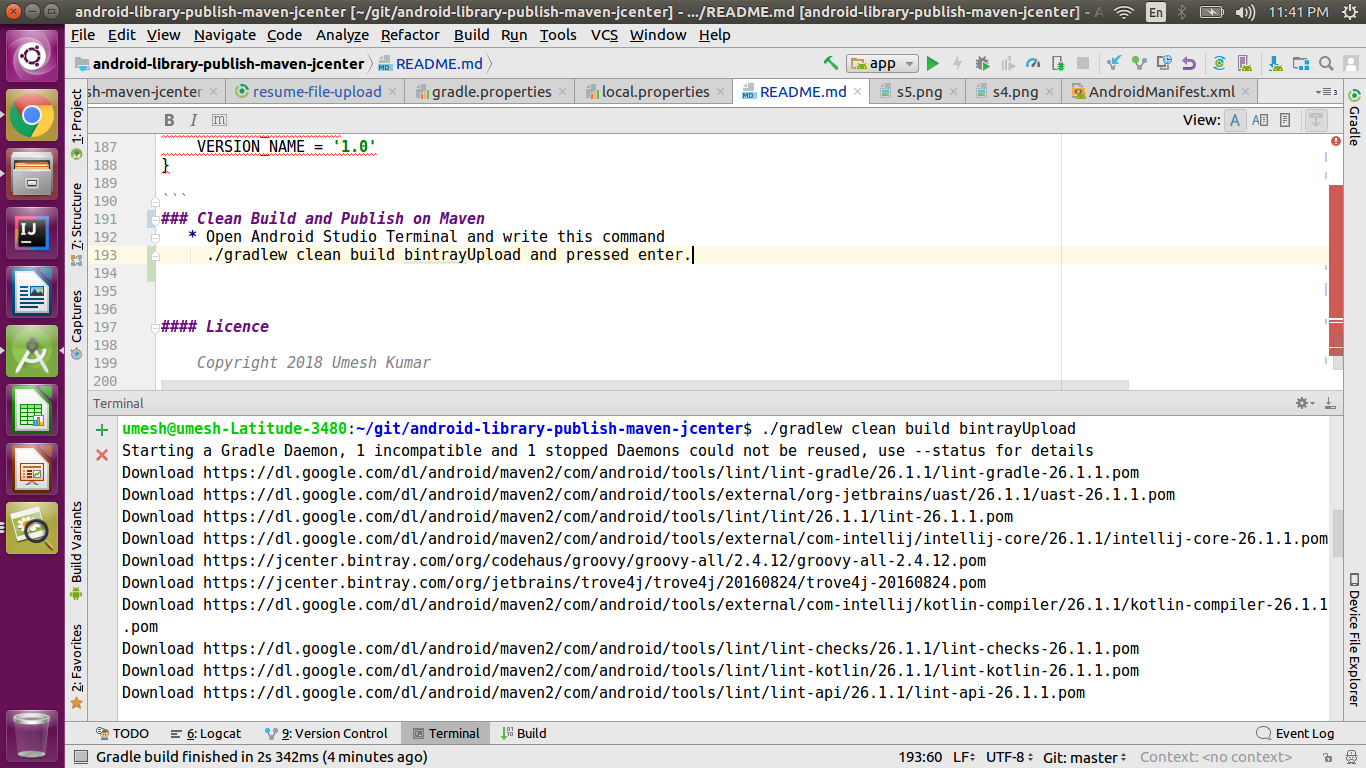 android-library-publish-maven-jcenter [~/git/android-library-publish-maven-jcenter] - .../README.md [android-library-publish-maven-jcenter] - A
En
11:41 PM
File Edit View Navigate Code Analyze Refactor Build Run Tools VCS Window Help
android-library-publish-maven-jcenter MD README.md
app
sh-maven-jcenter resume-file-upload gradle.properties local.properties MD README.md s5.png s4.png AndroidManifest.xml
B I m
View: A A
187 VERSION_NAME = '1.0'
188 }
189
190 ```
191 ### Clean Build and Publish on Maven
192 * Open Android Studio Terminal and write this command
193 ./gradlew clean build bintrayUpload and pressed enter.
194
195
196
197 #### Licence
198
199 Copyright 2018 Umesh Kumar
200
1: Project
7: Structure
Captures
Build Variants
2: Favorites
Gradle
Device File Explorer
IJ
Terminal
umesh@umesh-Latitude-3480:~/git/android-library-publish-maven-jcenter$ ./gradlew clean build bintrayUpload
Starting a Gradle Daemon, 1 incompatible and 1 stopped Daemons could not be reused, use --status for details
Download https://dl.google.com/dl/android/maven2/com/android/tools/lint/lint-gradle/26.1.1/lint-gradle-26.1.1.pom
Download https://dl.google.com/dl/android/maven2/com/android/tools/external/org-jetbrains/uast/26.1.1/uast-26.1.1.pom
Download https://dl.google.com/dl/android/maven2/com/android/tools/lint/lint/26.1.1/lint-26.1.1.pom
Download https://dl.google.com/dl/android/maven2/com/android/tools/external/com-intellij/intellij-core/26.1.1/intellij-core-26.1.1.pom
Download https://jcenter.bintray.com/org/codehaus/groovy/groovy-all/2.4.12/groovy-all-2.4.12.pom
Download https://jcenter.bintray.com/org/jetbrains/trove4j/trove4j/20160824/trove4j-20160824.pom
Download https://dl.google.com/dl/android/maven2/com/android/tools/external/com-intellij/kotlin-compiler/26.1.1/kotlin-compiler-26.1.1
.pom
Download https://dl.google.com/dl/android/maven2/com/android/tools/lint/lint-checks/26.1.1/lint-checks-26.1.1.pom
Download https://dl.google.com/dl/android/maven2/com/android/tools/lint/lint-kotlin/26.1.1/lint-kotlin-26.1.1.pom
Download https://dl.google.com/dl/android/maven2/com/android/tools/lint/lint-api/26.1.1/lint-api-26.1.1.pom
TODO 6: Logcat 9: Version Control Terminal Build Event Log
Gradle build finished in 2s 342ms (4 minutes ago) 193:60 LF UTF-8 Git: master Context: <no context>